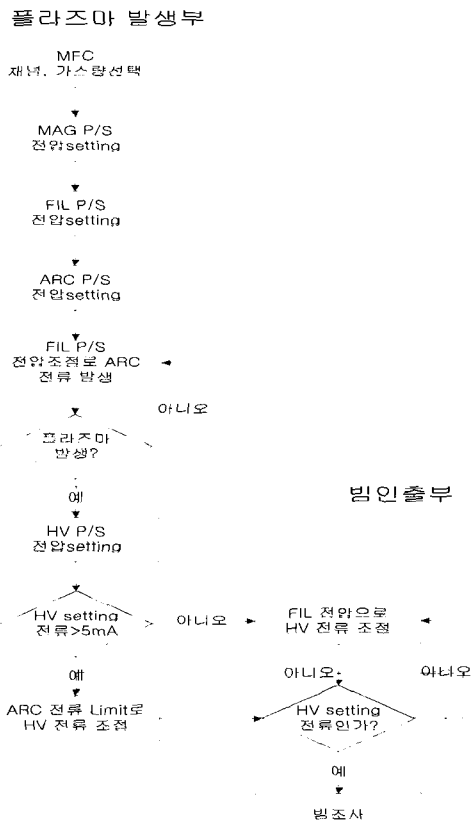 플라즈마 발생부
MFC
채널, 가스량선택
MAG P/S
전압setting
FIL P/S
전압setting
ARC P/S
전압setting
FIL P/S
전압조절로 ARC
전류 발생
아니오
플라즈마
발생?
예
HV P/S
전압setting
HV setting
전류>5mA
아니오
예
ARC 전류 Limit로
HV 전류 조절
빔인출부
FIL 전압으로
HV 전류 조절
아니오
아니오
HV setting
전류인가?
예
빔조사